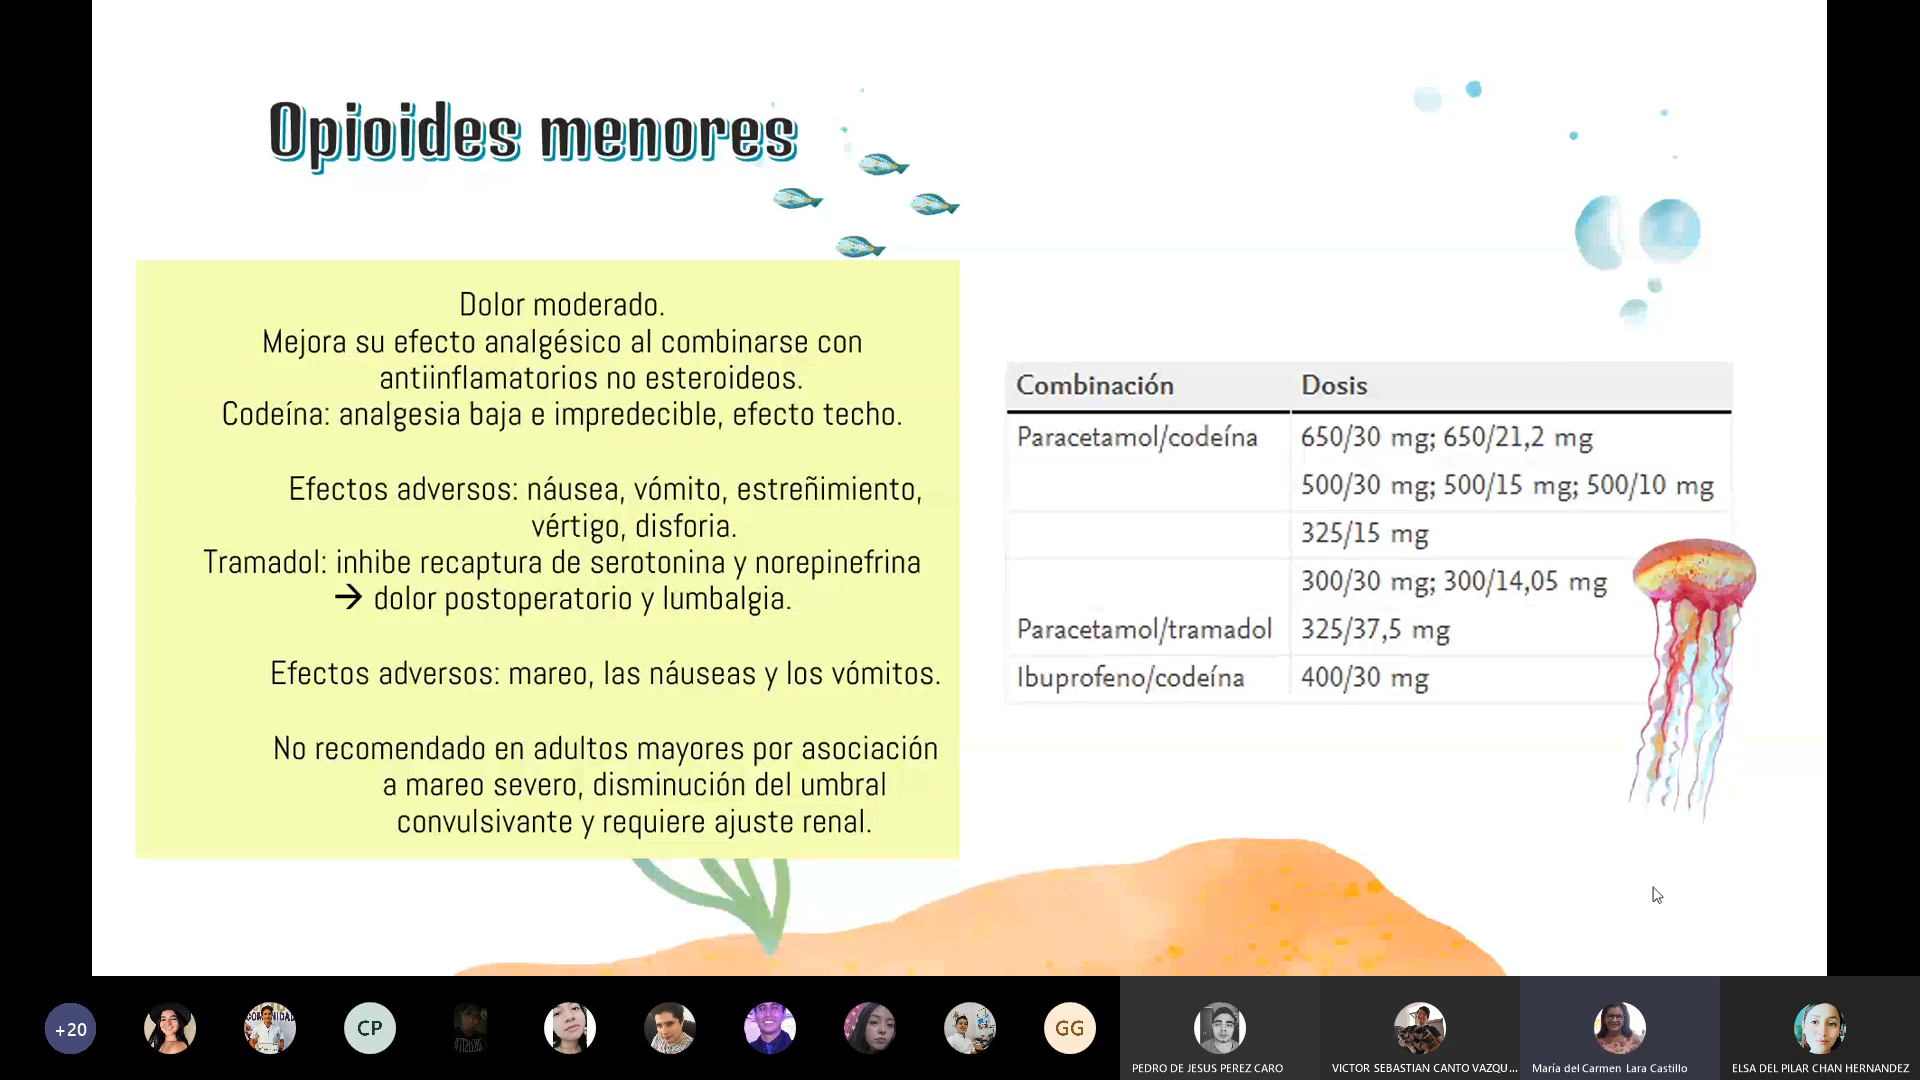 Opioides menores
Dolor moderado.
Mejora su efecto analgésico al combinarse con
antiinflamatorios no esteroideos.
Codeína: analgesia baja e impredecible, efecto techo.
Efectos adversos: náusea, vómito, estreñimiento,
vértigo, disforia.
Tramadol: inhibe recaptura de serotonina y norepinefrina
→ dolor postoperatorio y lumbalgia.
Efectos adversos: mareo, las náuseas y los vómitos.
No recomendado en adultos mayores por asociación
a mareo severo, disminución del umbral
convulsivante y requiere ajuste renal.
Combinación Dosis
Paracetamol/codeína 650/30 mg; 650/21,2 mg
500/30 mg; 500/15 mg; 500/10 mg
325/15 mg
300/30 mg; 300/14,05 mg
Paracetamol/tramadol 325/37,5 mg
Ibuprofeno/codeína 400/30 mg
+20
CP
GG
PEDRO DE JESUS PEREZ CARO
VICTOR SEBASTIAN CANTO VAZQU...
María del Carmen Lara Castillo
ELSA DEL PILAR CHAN HERNANDEZ